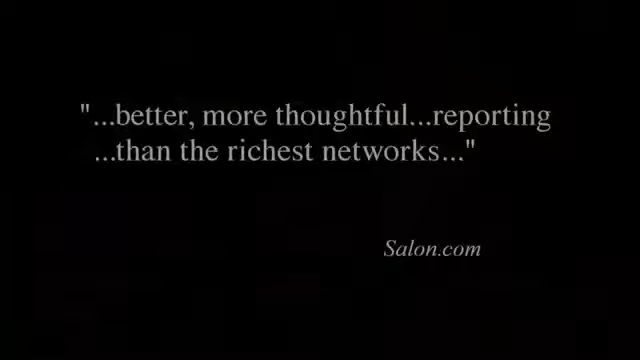 "...better, more thoughtful...reporting
...than the richest networks..."
Salon.com